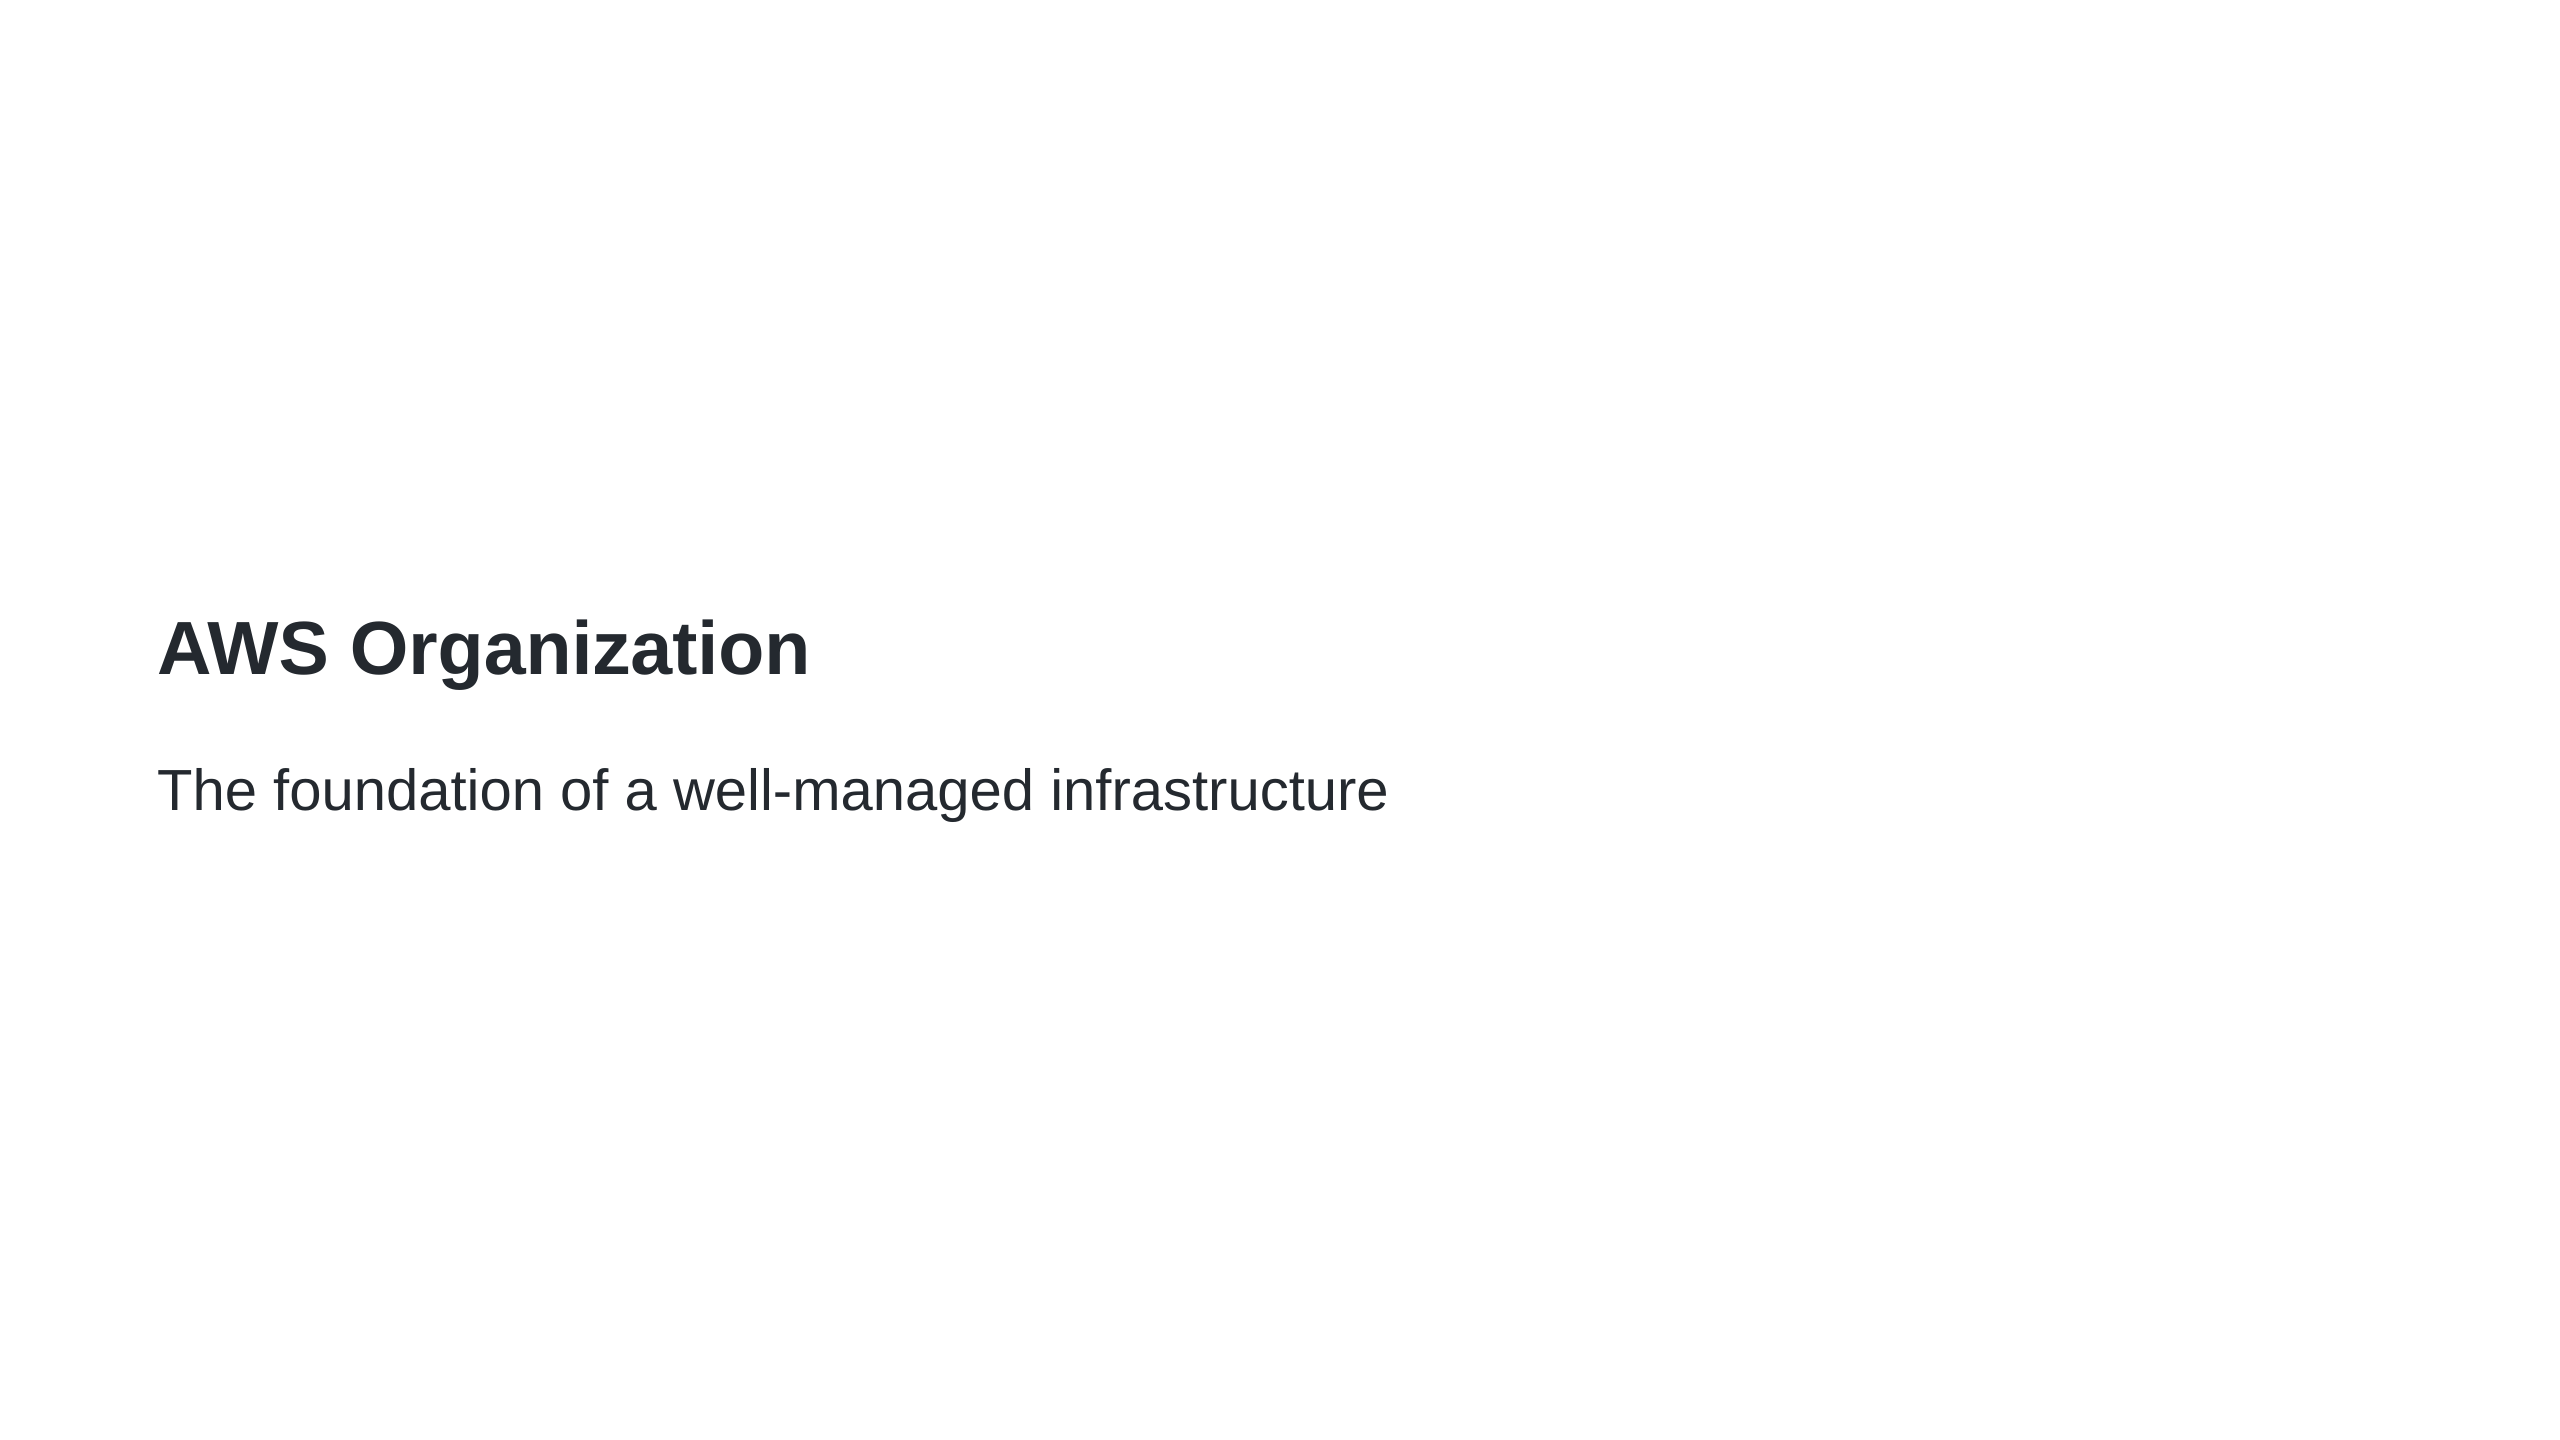 AWS Organization
The foundation of a well-managed infrastructure